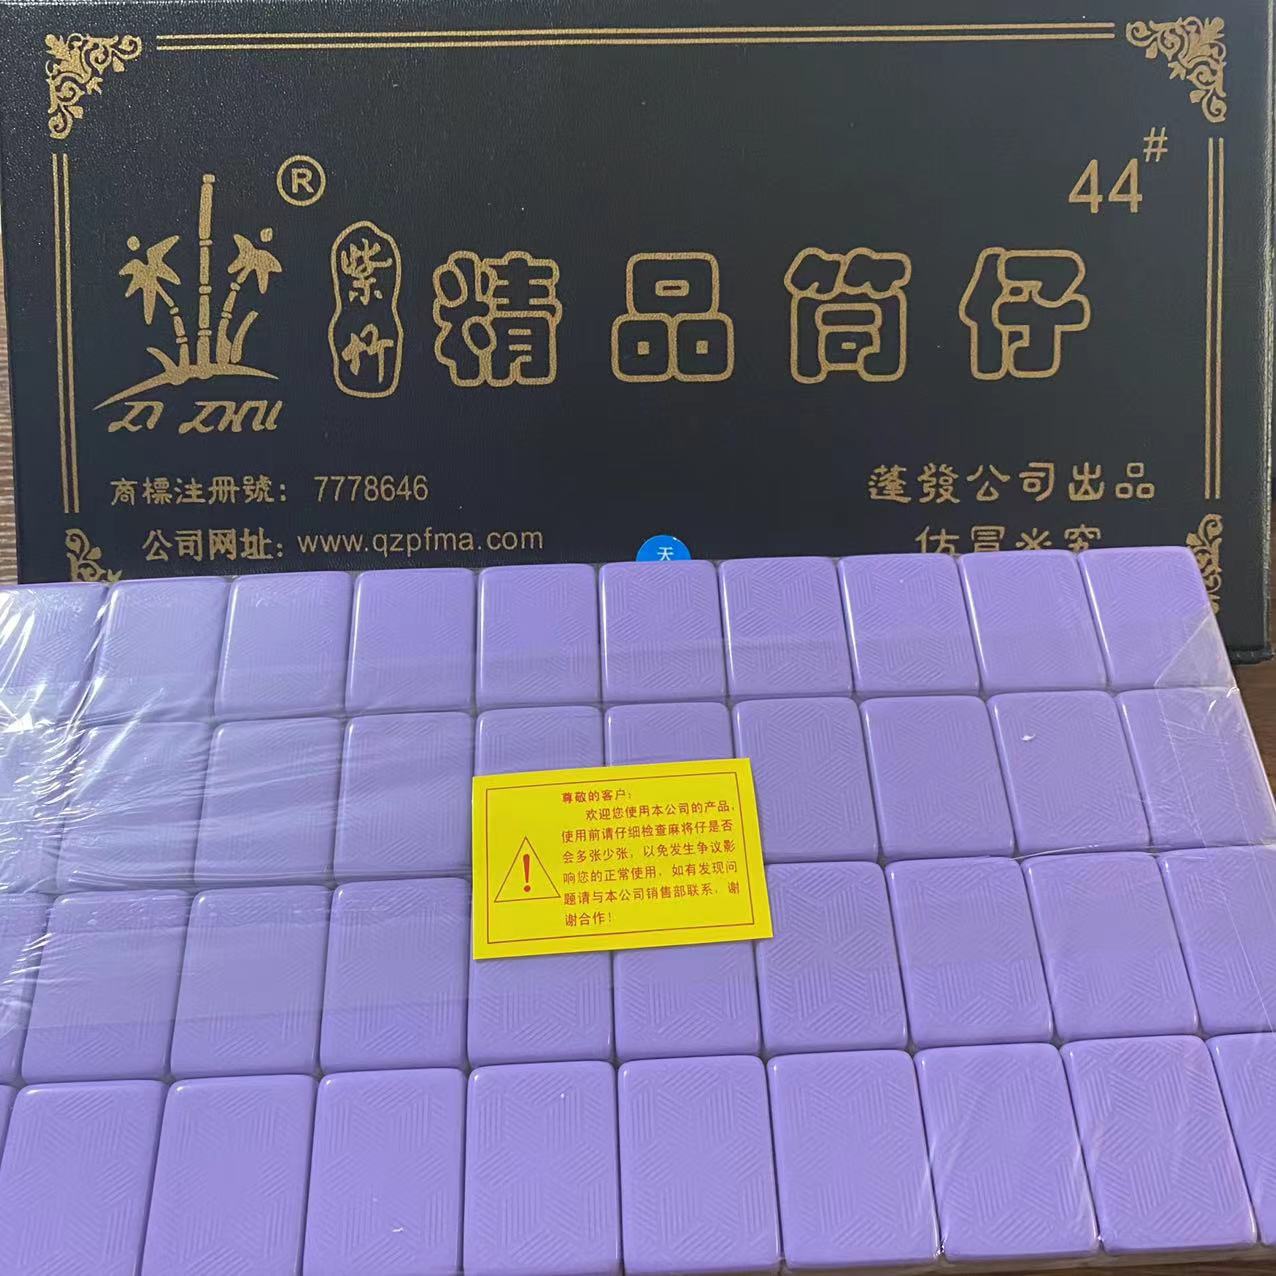 44#
®
紫竹
精品筒仔
ZI ZHU
商標注册號：7778646
蓬發公司出品
公司网址：www.qzpfma.com
仿冒必究
天
尊敬的客户：
欢迎您使用本公司的产品，
使用前请仔细检查麻将仔是否
会多张少张，以免发生争议影
响您的正常使用，如有发现问
题请与本公司销售部联系，谢
谢合作！
!